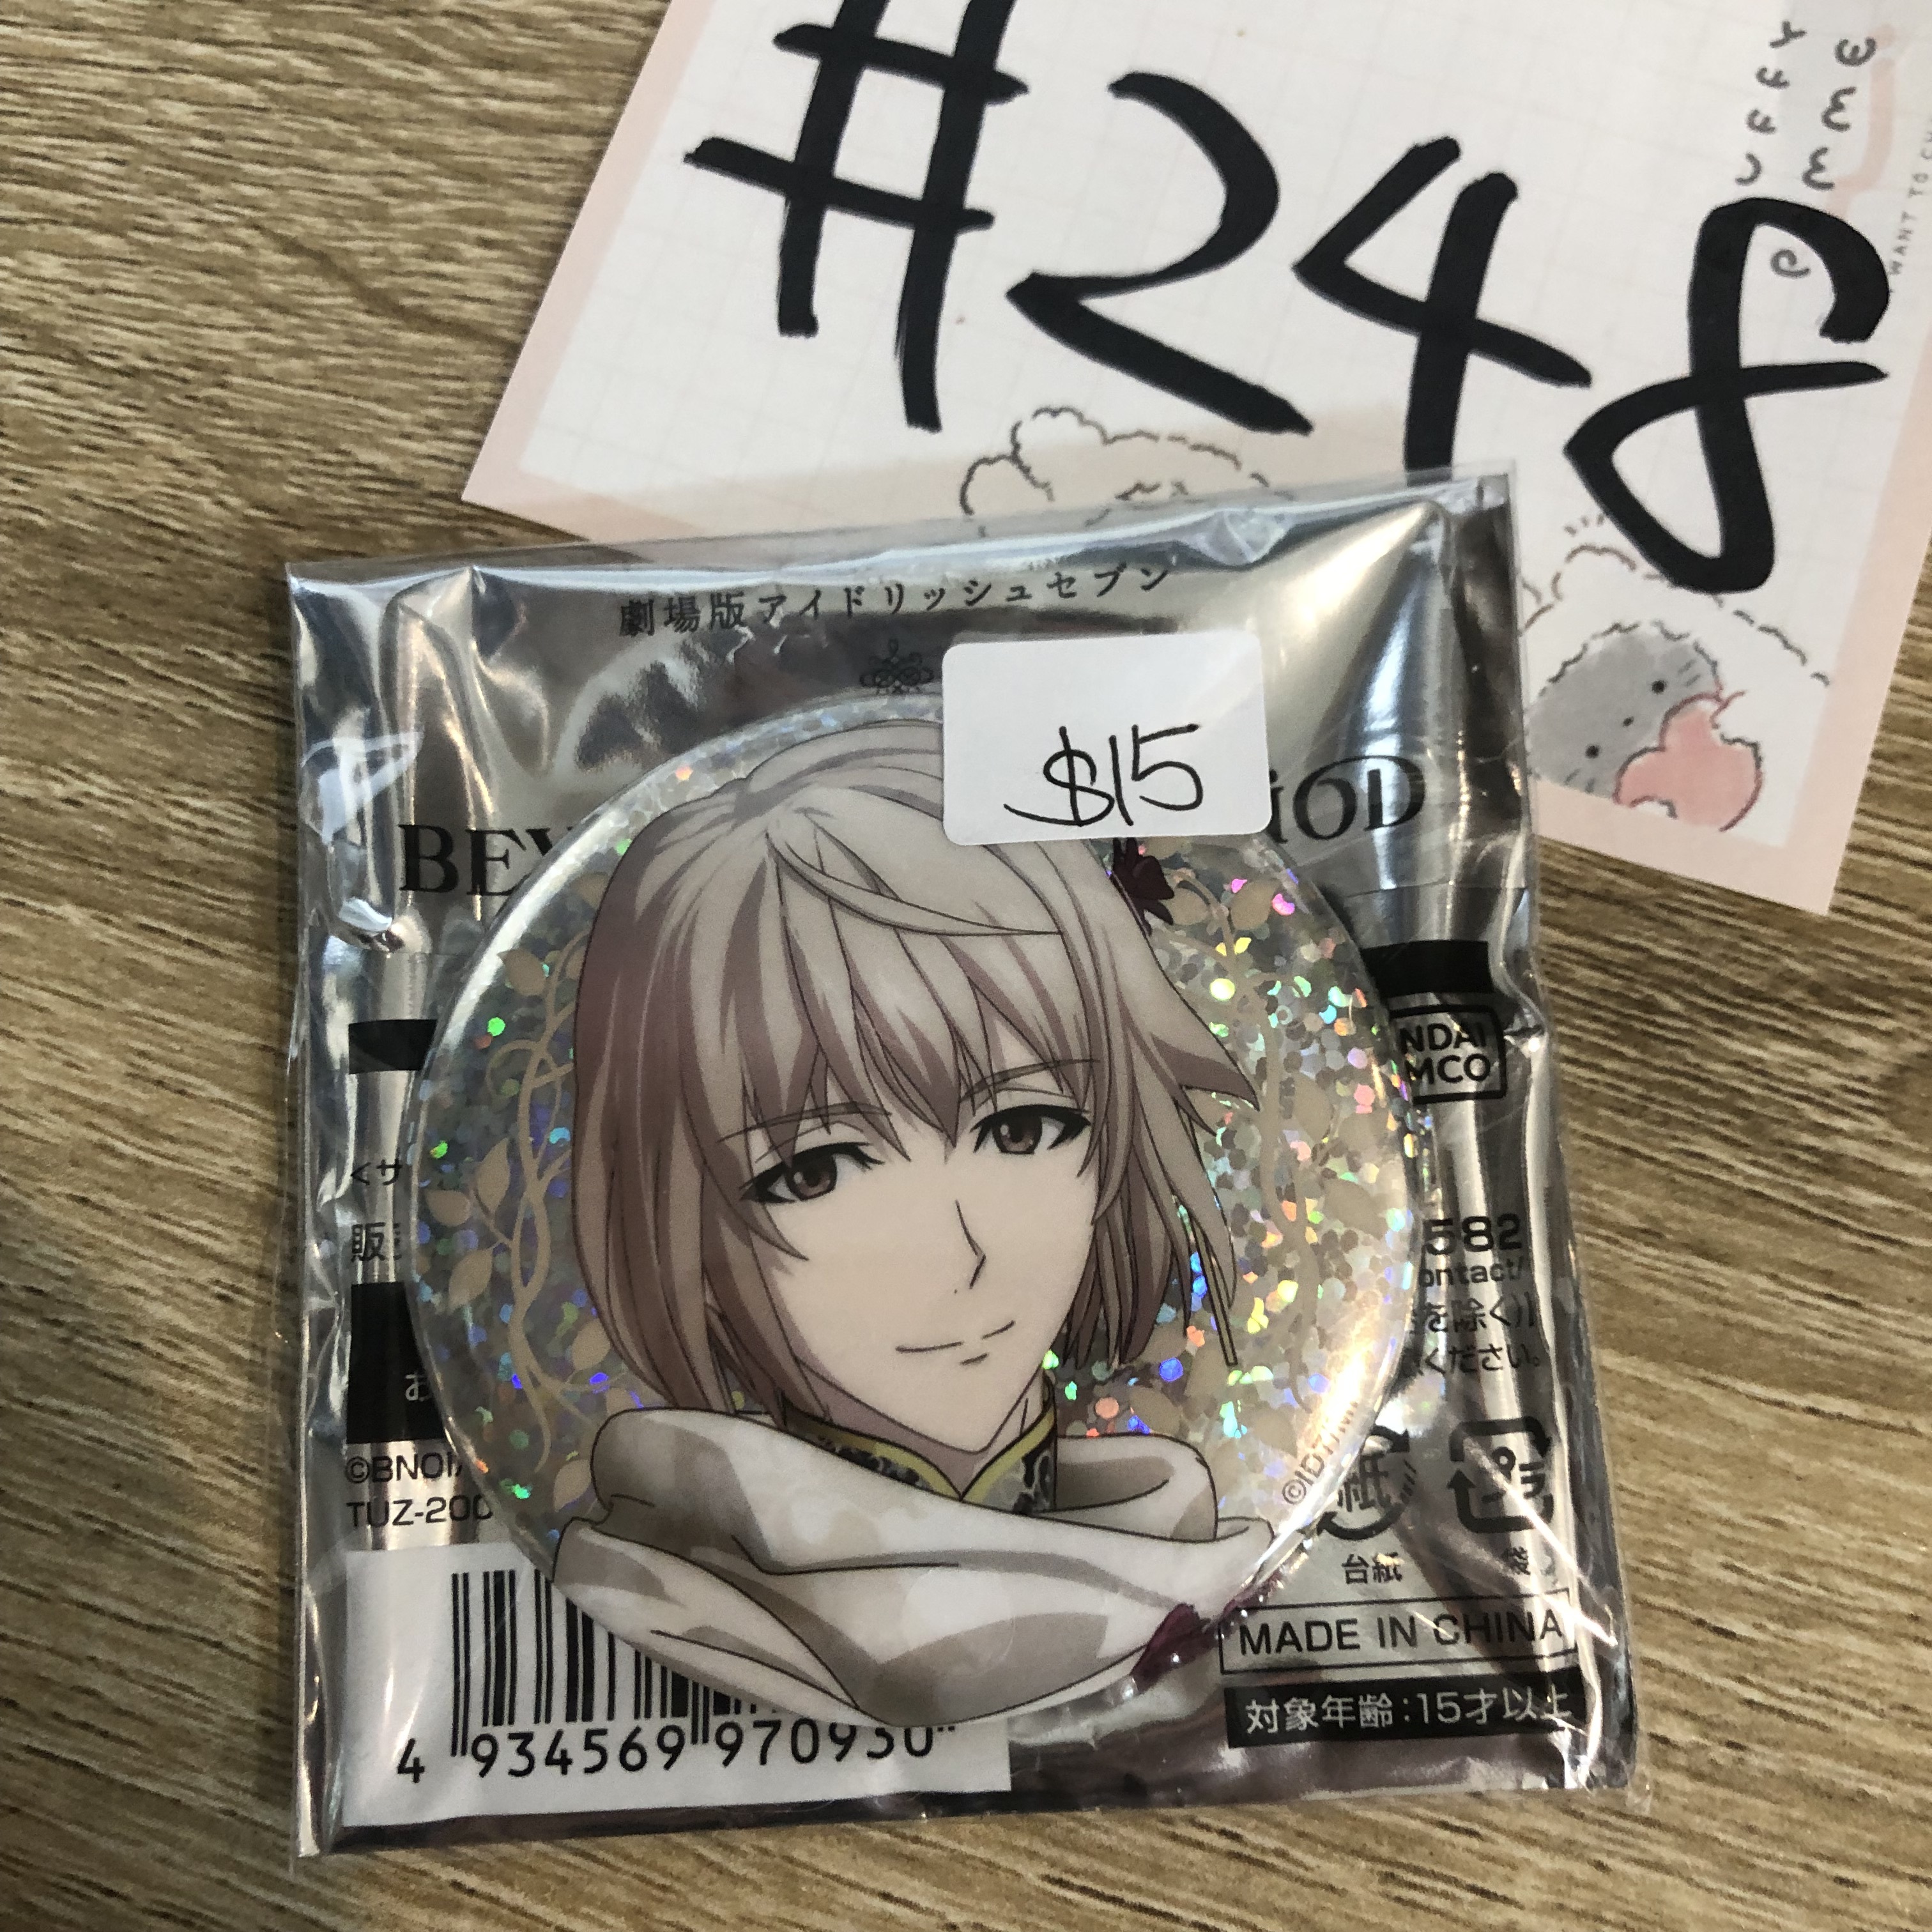 #248
劇場版アイドリッシュセブン
$15
BEY
iOD
NDAI
MCO
<サ
582
ontact/
を除く)]
ください。
©BNOI
TUZ-200
台紙
袋
MADE IN CHINA
対象年齢:15才以上
4 934569 970930